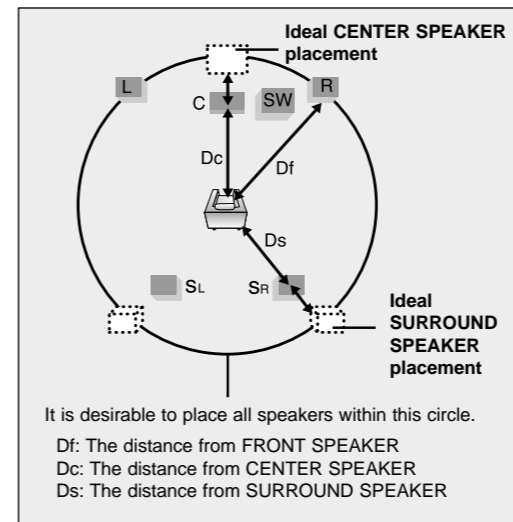 Ideal CENTER SPEAKER
placement
L
C
SW
R
Dc
Df
Ds
SL
SR
Ideal
SURROUND
SPEAKER
placement
It is desirable to place all speakers within this circle.
Df: The distance from FRONT SPEAKER
Dc: The distance from CENTER SPEAKER
Ds: The distance from SURROUND SPEAKER